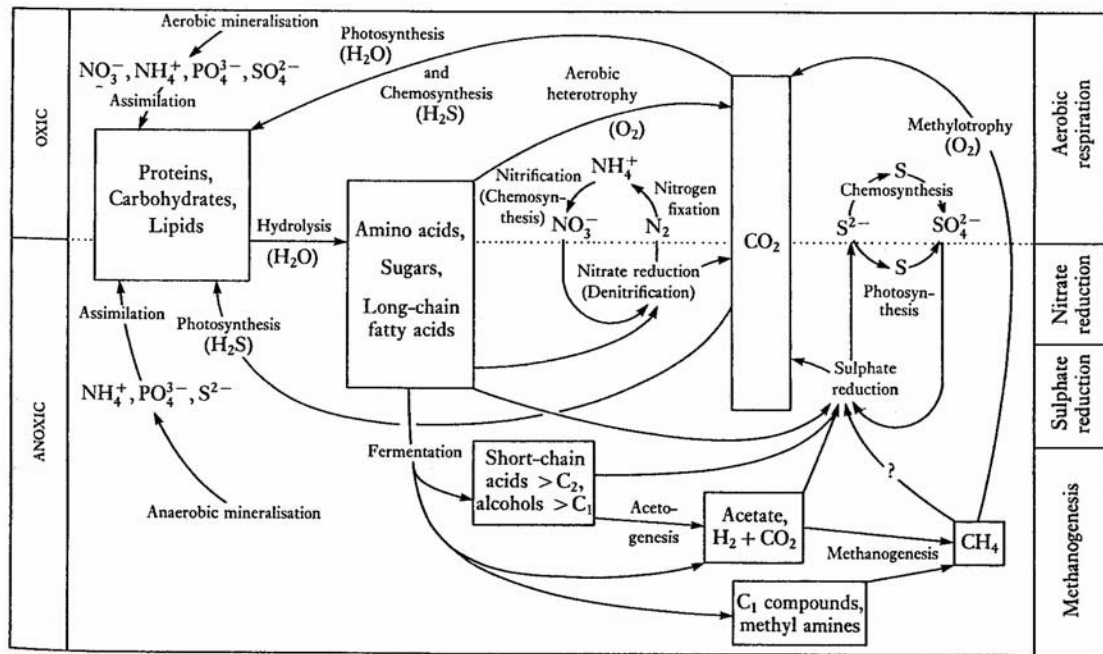 OXIC
ANOXIC
Aerobic mineralisation
NO₃⁻, NH₄⁺, PO₄³⁻, SO₄²⁻
Assimilation
Proteins,
Carbohydrates,
Lipids
Hydrolysis
(H₂O)
Photosynthesis
(H₂O)
and
Chemosynthesis
(H₂S)
Aerobic
heterotrophy
(O₂)
Amino acids,
Sugars,
Long-chain
fatty acids
Nitrification
(Chemosyn-
thesis)
NH₄⁺
Nitrogen
fixation
NO₃⁻
N₂
Nitrate reduction
(Denitrification)
CO₂
Methylotrophy
(O₂)
S
Chemosynthesis
S²⁻
SO₄²⁻
S
Photosyn-
thesis
Sulphate
reduction
Assimilation
Photosynthesis
(H₂S)
NH₄⁺, PO₄³⁻, S²⁻
Anaerobic mineralisation
Fermentation
Short-chain
acids > C₂,
alcohols > C₁
Aceto-
genesis
Acetate,
H₂ + CO₂
Methanogenesis
?
CH₄
C₁ compounds,
methyl amines
Aerobic
respiration
Nitrate
reduction
Sulphate
reduction
Methanogenesis